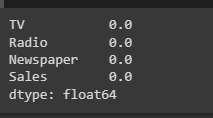 TV           0.0
Radio        0.0
Newspaper    0.0
Sales        0.0
dtype: float64